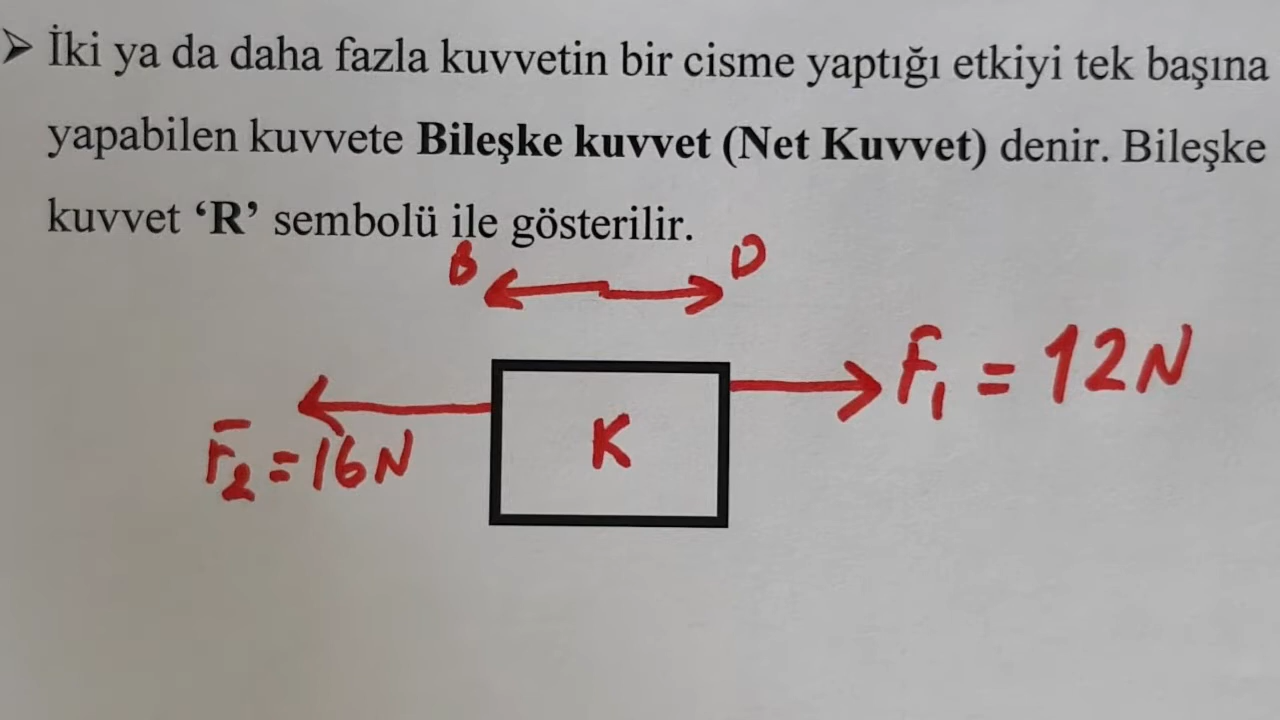 ➢ İki ya da daha fazla kuvvetin bir cisme yaptığı etkiyi tek başına
yapabilen kuvvete Bileşke kuvvet (Net Kuvvet) denir. Bileşke
kuvvet ‘R’ sembolü ile gösterilir.
B D
F₁ = 12N
F₂ = 16N
K